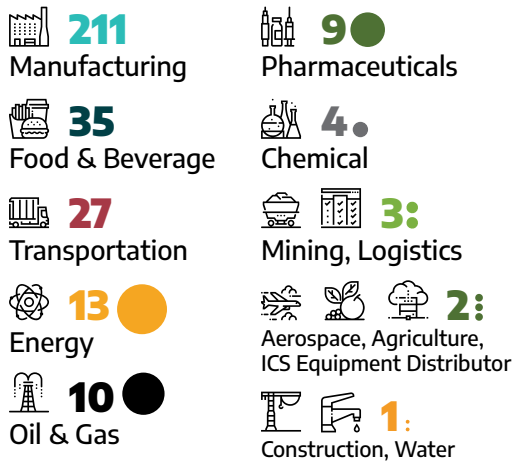 211
Manufacturing
35
Food & Beverage
27
Transportation
13
Energy
10
Oil & Gas
9
Pharmaceuticals
4
Chemical
3
Mining, Logistics
2
Aerospace, Agriculture,
ICS Equipment Distributor
1
Construction, Water